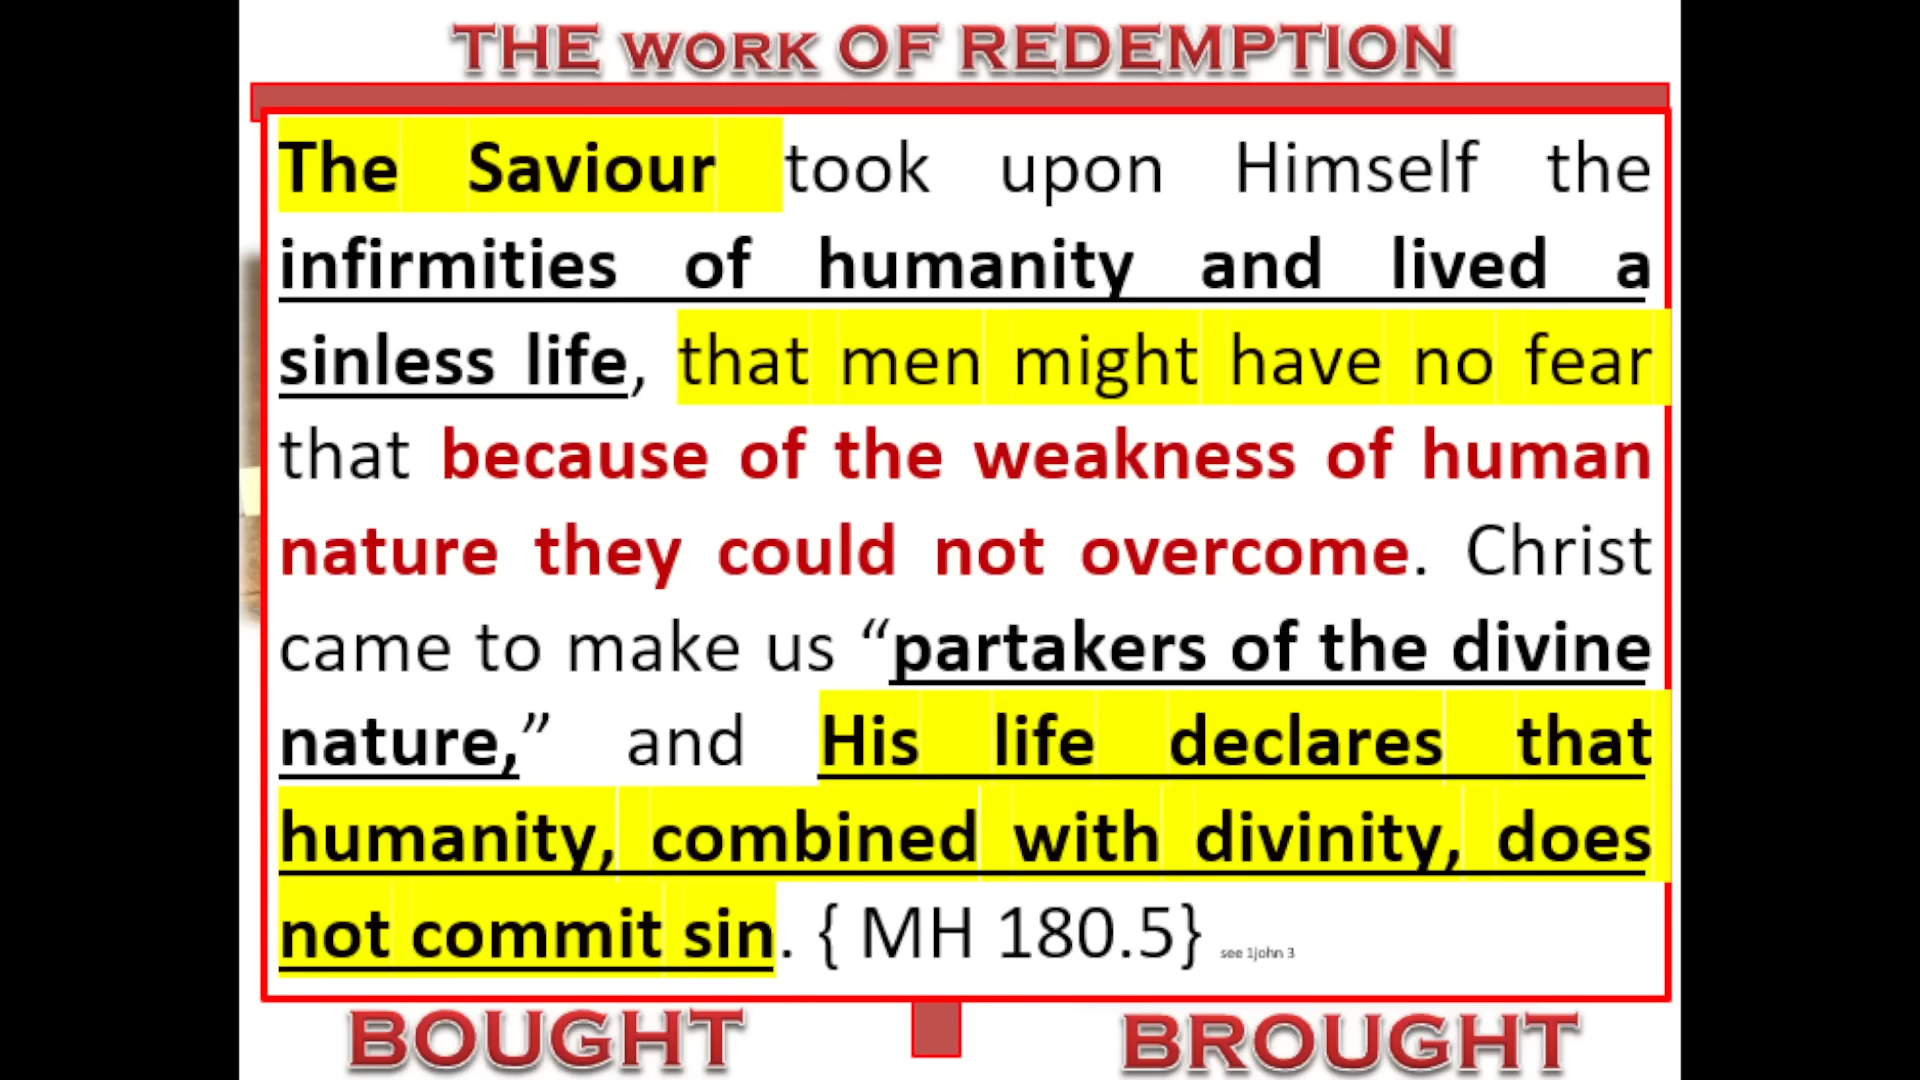 THE WORK OF REDEMPTION
The Saviour took upon Himself the
infirmities of humanity and lived a
sinless life, that men might have no fear
that because of the weakness of human
nature they could not overcome. Christ
came to make us “partakers of the divine
nature,” and His life declares that
humanity, combined with divinity, does
not commit sin. { MH 180.5} see 1john 3
BOUGHT BROUGHT